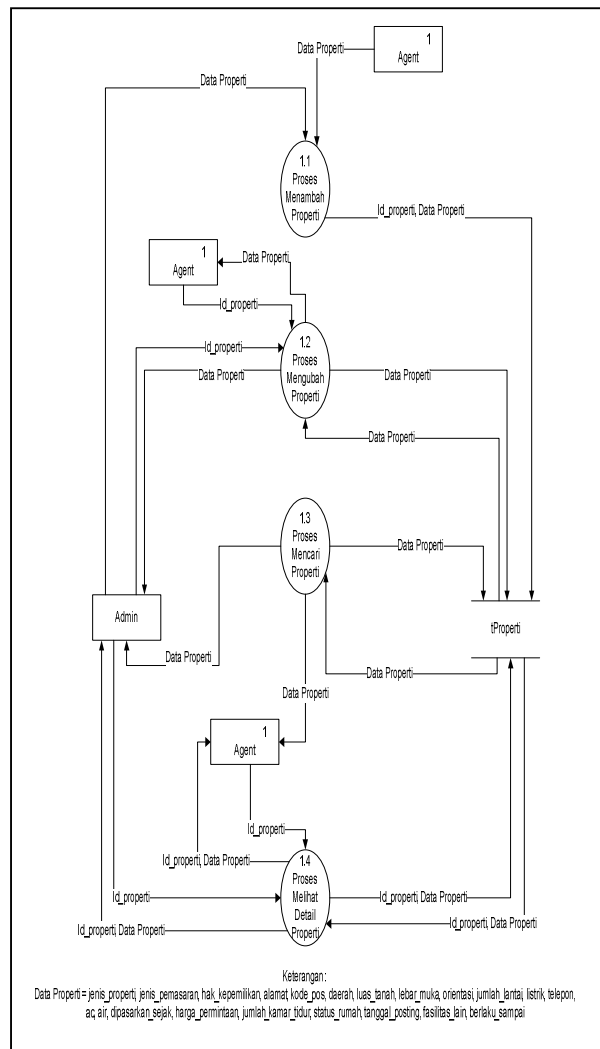 1
Agent
Data Properti
Data Properti
1.1
Proses
Menambah
Properti
Id_properti, Data Properti
1
Agent
Data Properti
Id_properti
1.2
Proses
Mengubah
Properti
Id_properti
Data Properti
Data Properti
Data Properti
1.3
Proses
Mencari
Properti
Data Properti
Admin
tProperti
Data Properti
Data Properti
Data Properti
1
Agent
Id_properti
Id_properti, Data Properti
1.4
Proses
Melihat
Detail
Properti
Id_properti
Id_properti, Data Properti
Id_properti, Data Properti
Id_properti, Data Properti
Keterangan :
Data Properti = jenis_properti, jenis_pemasaran, hak_kepemilikan, alamat, kode_pos, daerah, luas_tanah, lebar_muka, orientasi, jumlah_lantai, listrik, telepon,
ac, air, dipasarkan_sejak, harga_permintaan, jumlah_kamar_tidur, status_rumah, tanggal_posting, fasilitas_lain, berlaku_sampai